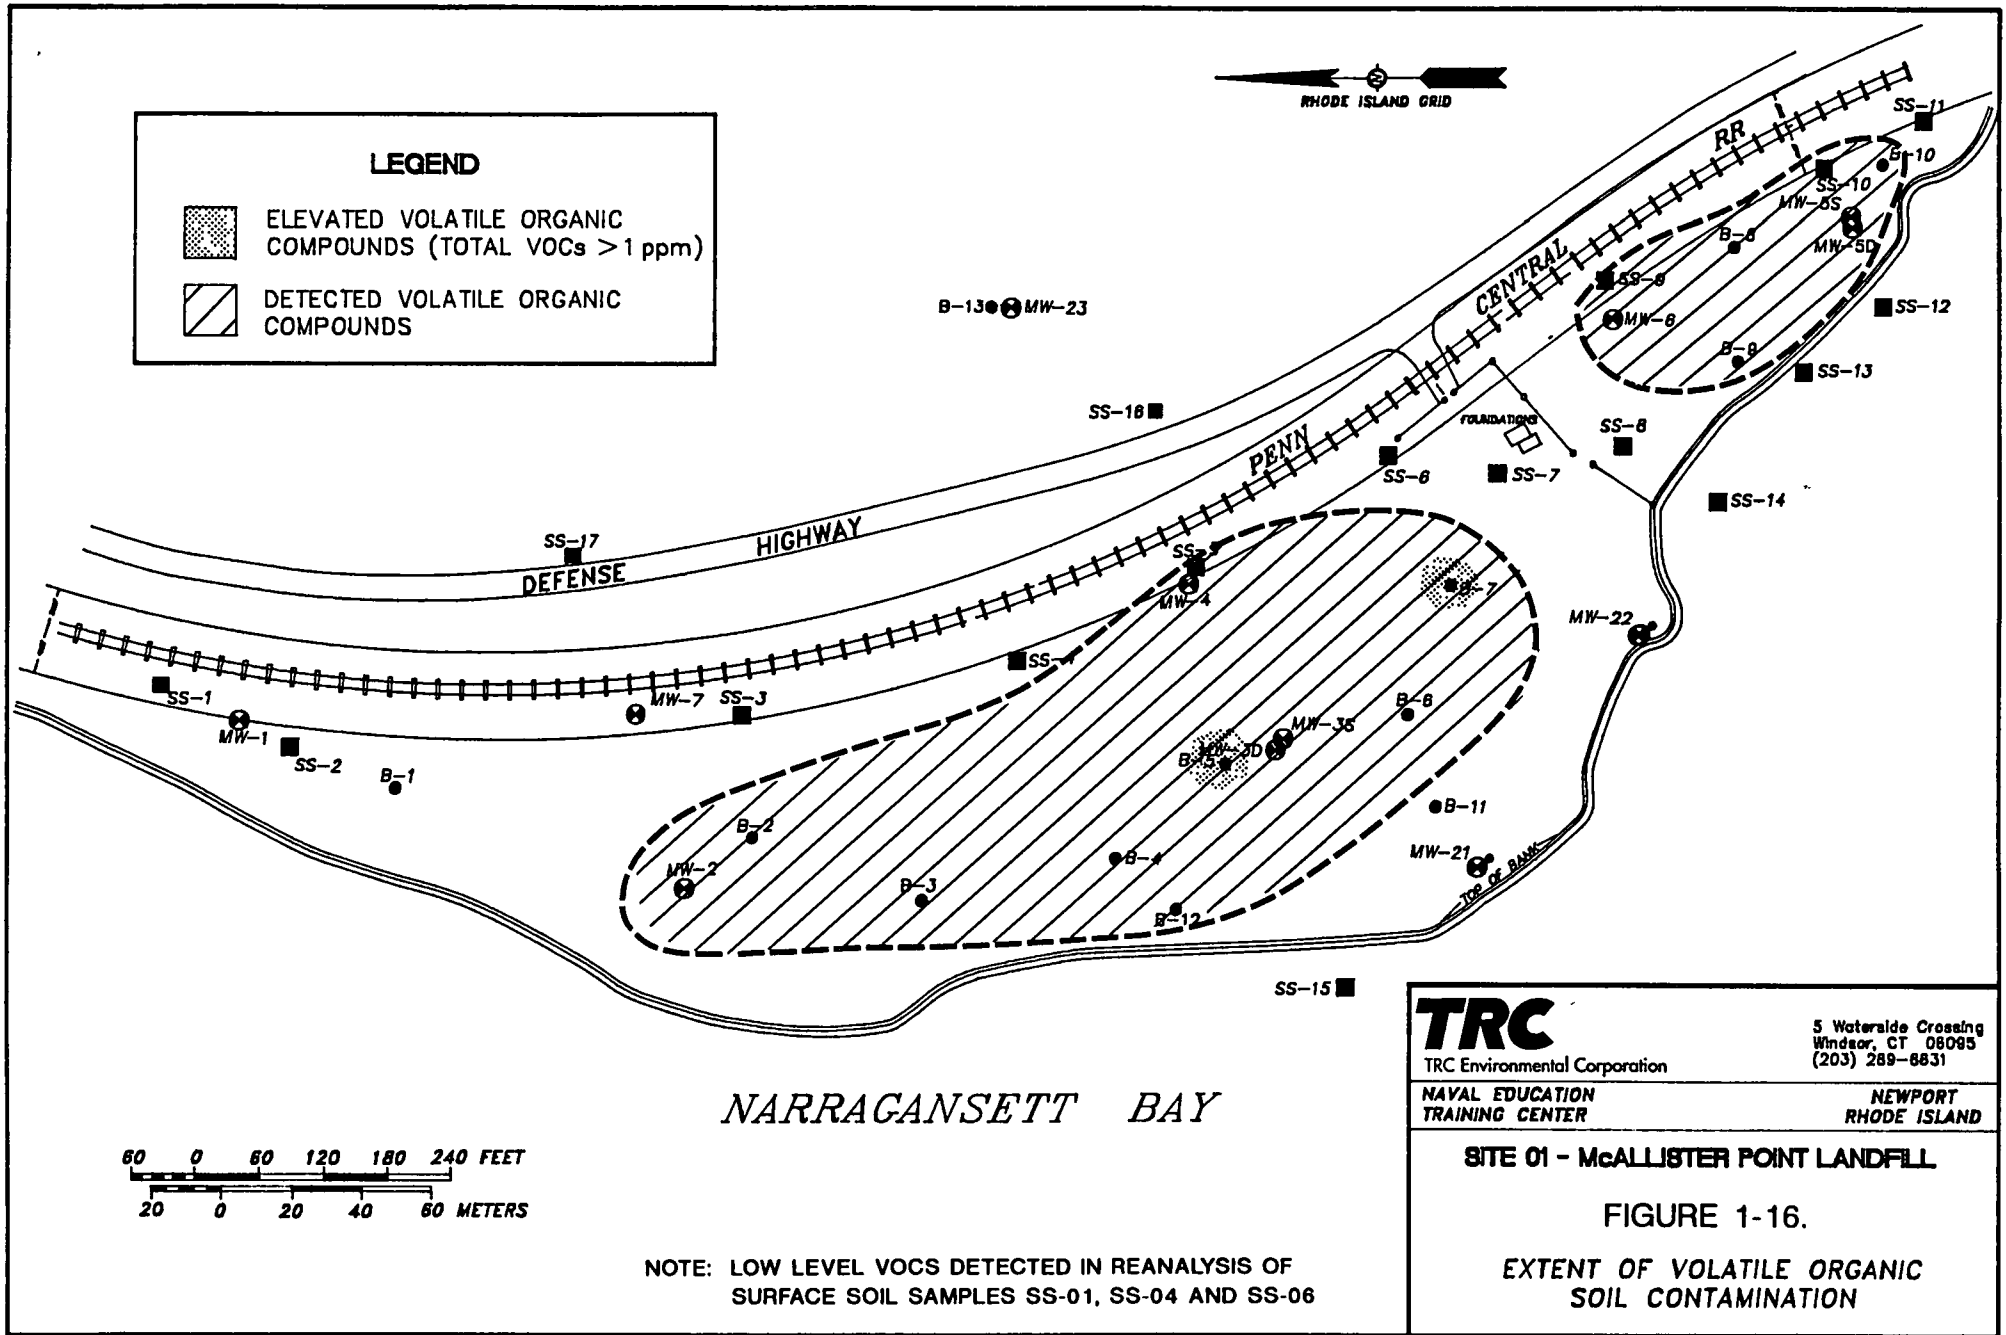 RHODE ISLAND GRID
LEGEND
ELEVATED VOLATILE ORGANIC
COMPOUNDS (TOTAL VOCs >1 ppm)
DETECTED VOLATILE ORGANIC
COMPOUNDS
SS-11
RR
B-10
SS-10
MW-5S
MW-5D
SS-9
CENTRAL
B-13
MW-23
SS-12
MW-6
B-9
SS-13
SS-16
FOUNDATIONS
SS-8
PENN
SS-6
SS-7
SS-14
HIGHWAY
SS-17
DEFENSE
MW-4
B-7
MW-22
SS-1
MW-7
SS-3
MW-1
SS-2
B-1
B-6
MW-3S
MW-3D
B-11
B-2
B-4
MW-21
MW-2
B-3
TOP OF BANK
B-12
SS-15
NARRAGANSETT BAY
60 0 60 120 180 240 FEET
20 0 20 40 60 METERS
NOTE: LOW LEVEL VOCS DETECTED IN REANALYSIS OF
SURFACE SOIL SAMPLES SS-01, SS-04 AND SS-06
TRC
TRC Environmental Corporation
5 Waterside Crossing
Windsor, CT 06095
(203) 289-8631
NAVAL EDUCATION
TRAINING CENTER
NEWPORT
RHODE ISLAND
SITE 01 - McALLISTER POINT LANDFILL
FIGURE 1-16.
EXTENT OF VOLATILE ORGANIC
SOIL CONTAMINATION